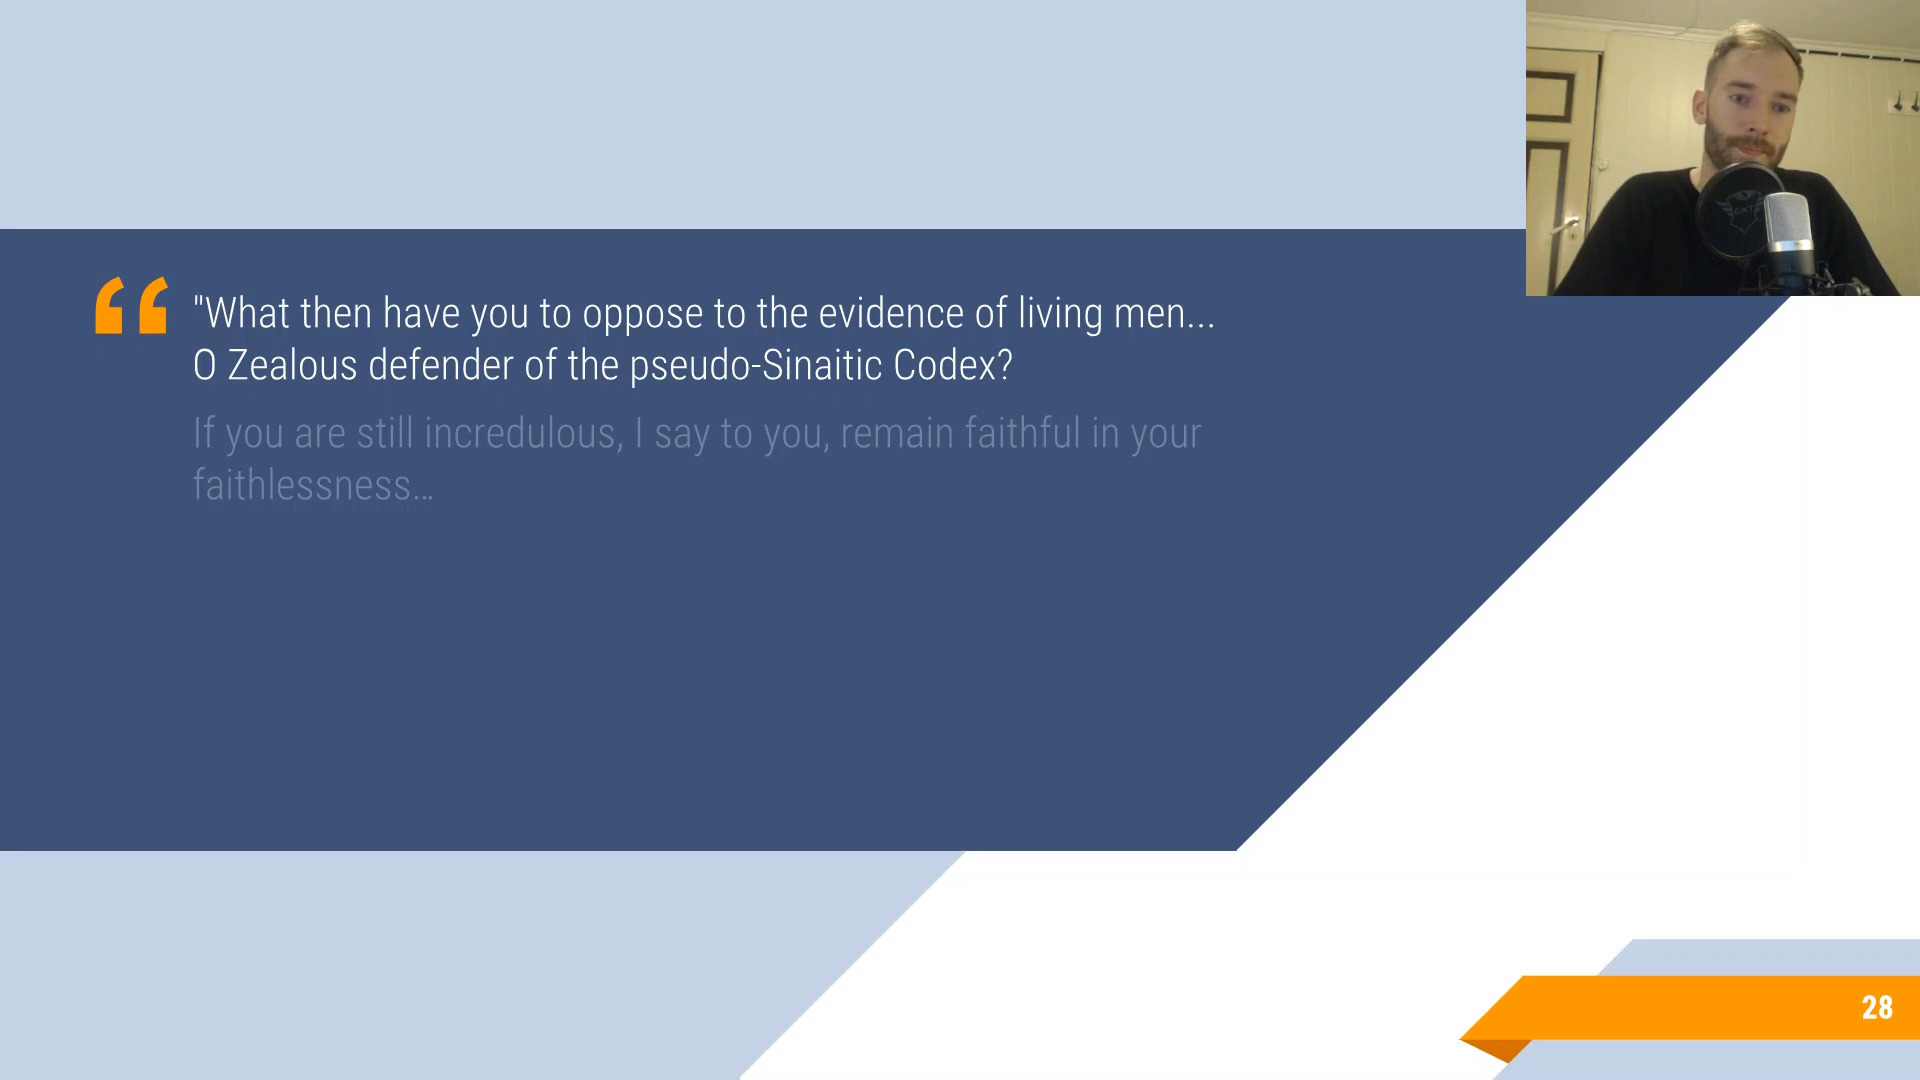 "What then have you to oppose to the evidence of living men...
O Zealous defender of the pseudo-Sinaitic Codex?
If you are still incredulous, I say to you, remain faithful in your
faithlessness...
28